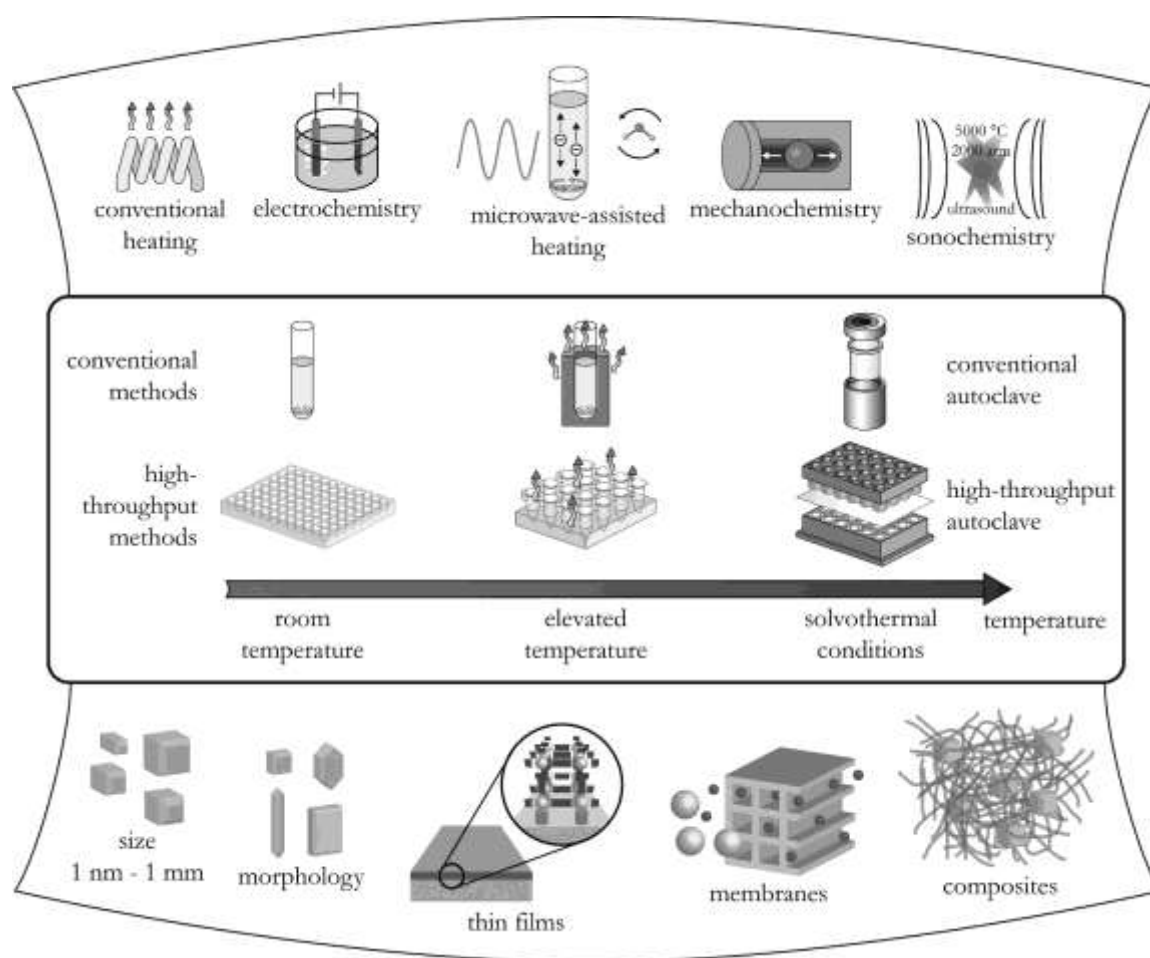 conventional
heating
electrochemistry
microwave-assisted
heating
mechanochemistry
5000 °C
2000 atm
ultrasound
sonochemistry
conventional
methods
conventional
autoclave
high-
throughput
methods
high-throughput
autoclave
room
temperature
elevated
temperature
solvothermal
conditions
temperature
size
1 nm - 1 mm
morphology
thin films
membranes
composites